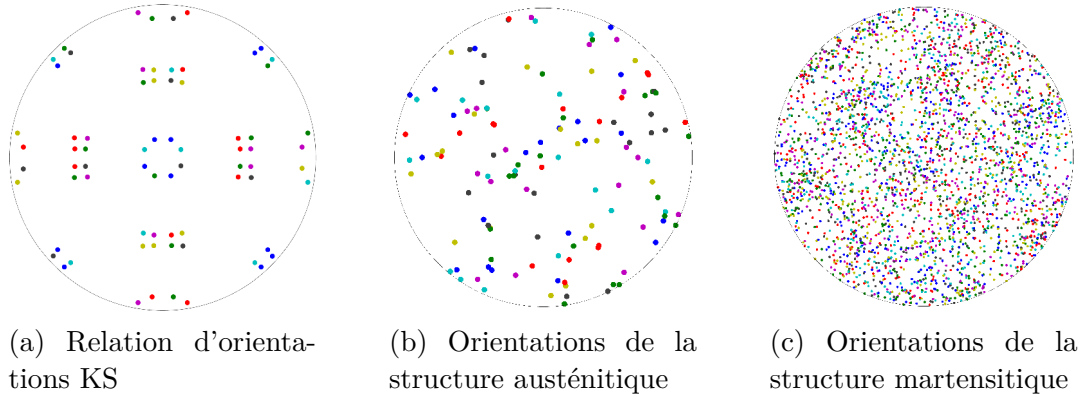 (a) Relation d'orienta-
tions KS
(b) Orientations de la
structure austénitique
(c) Orientations de la
structure martensitique